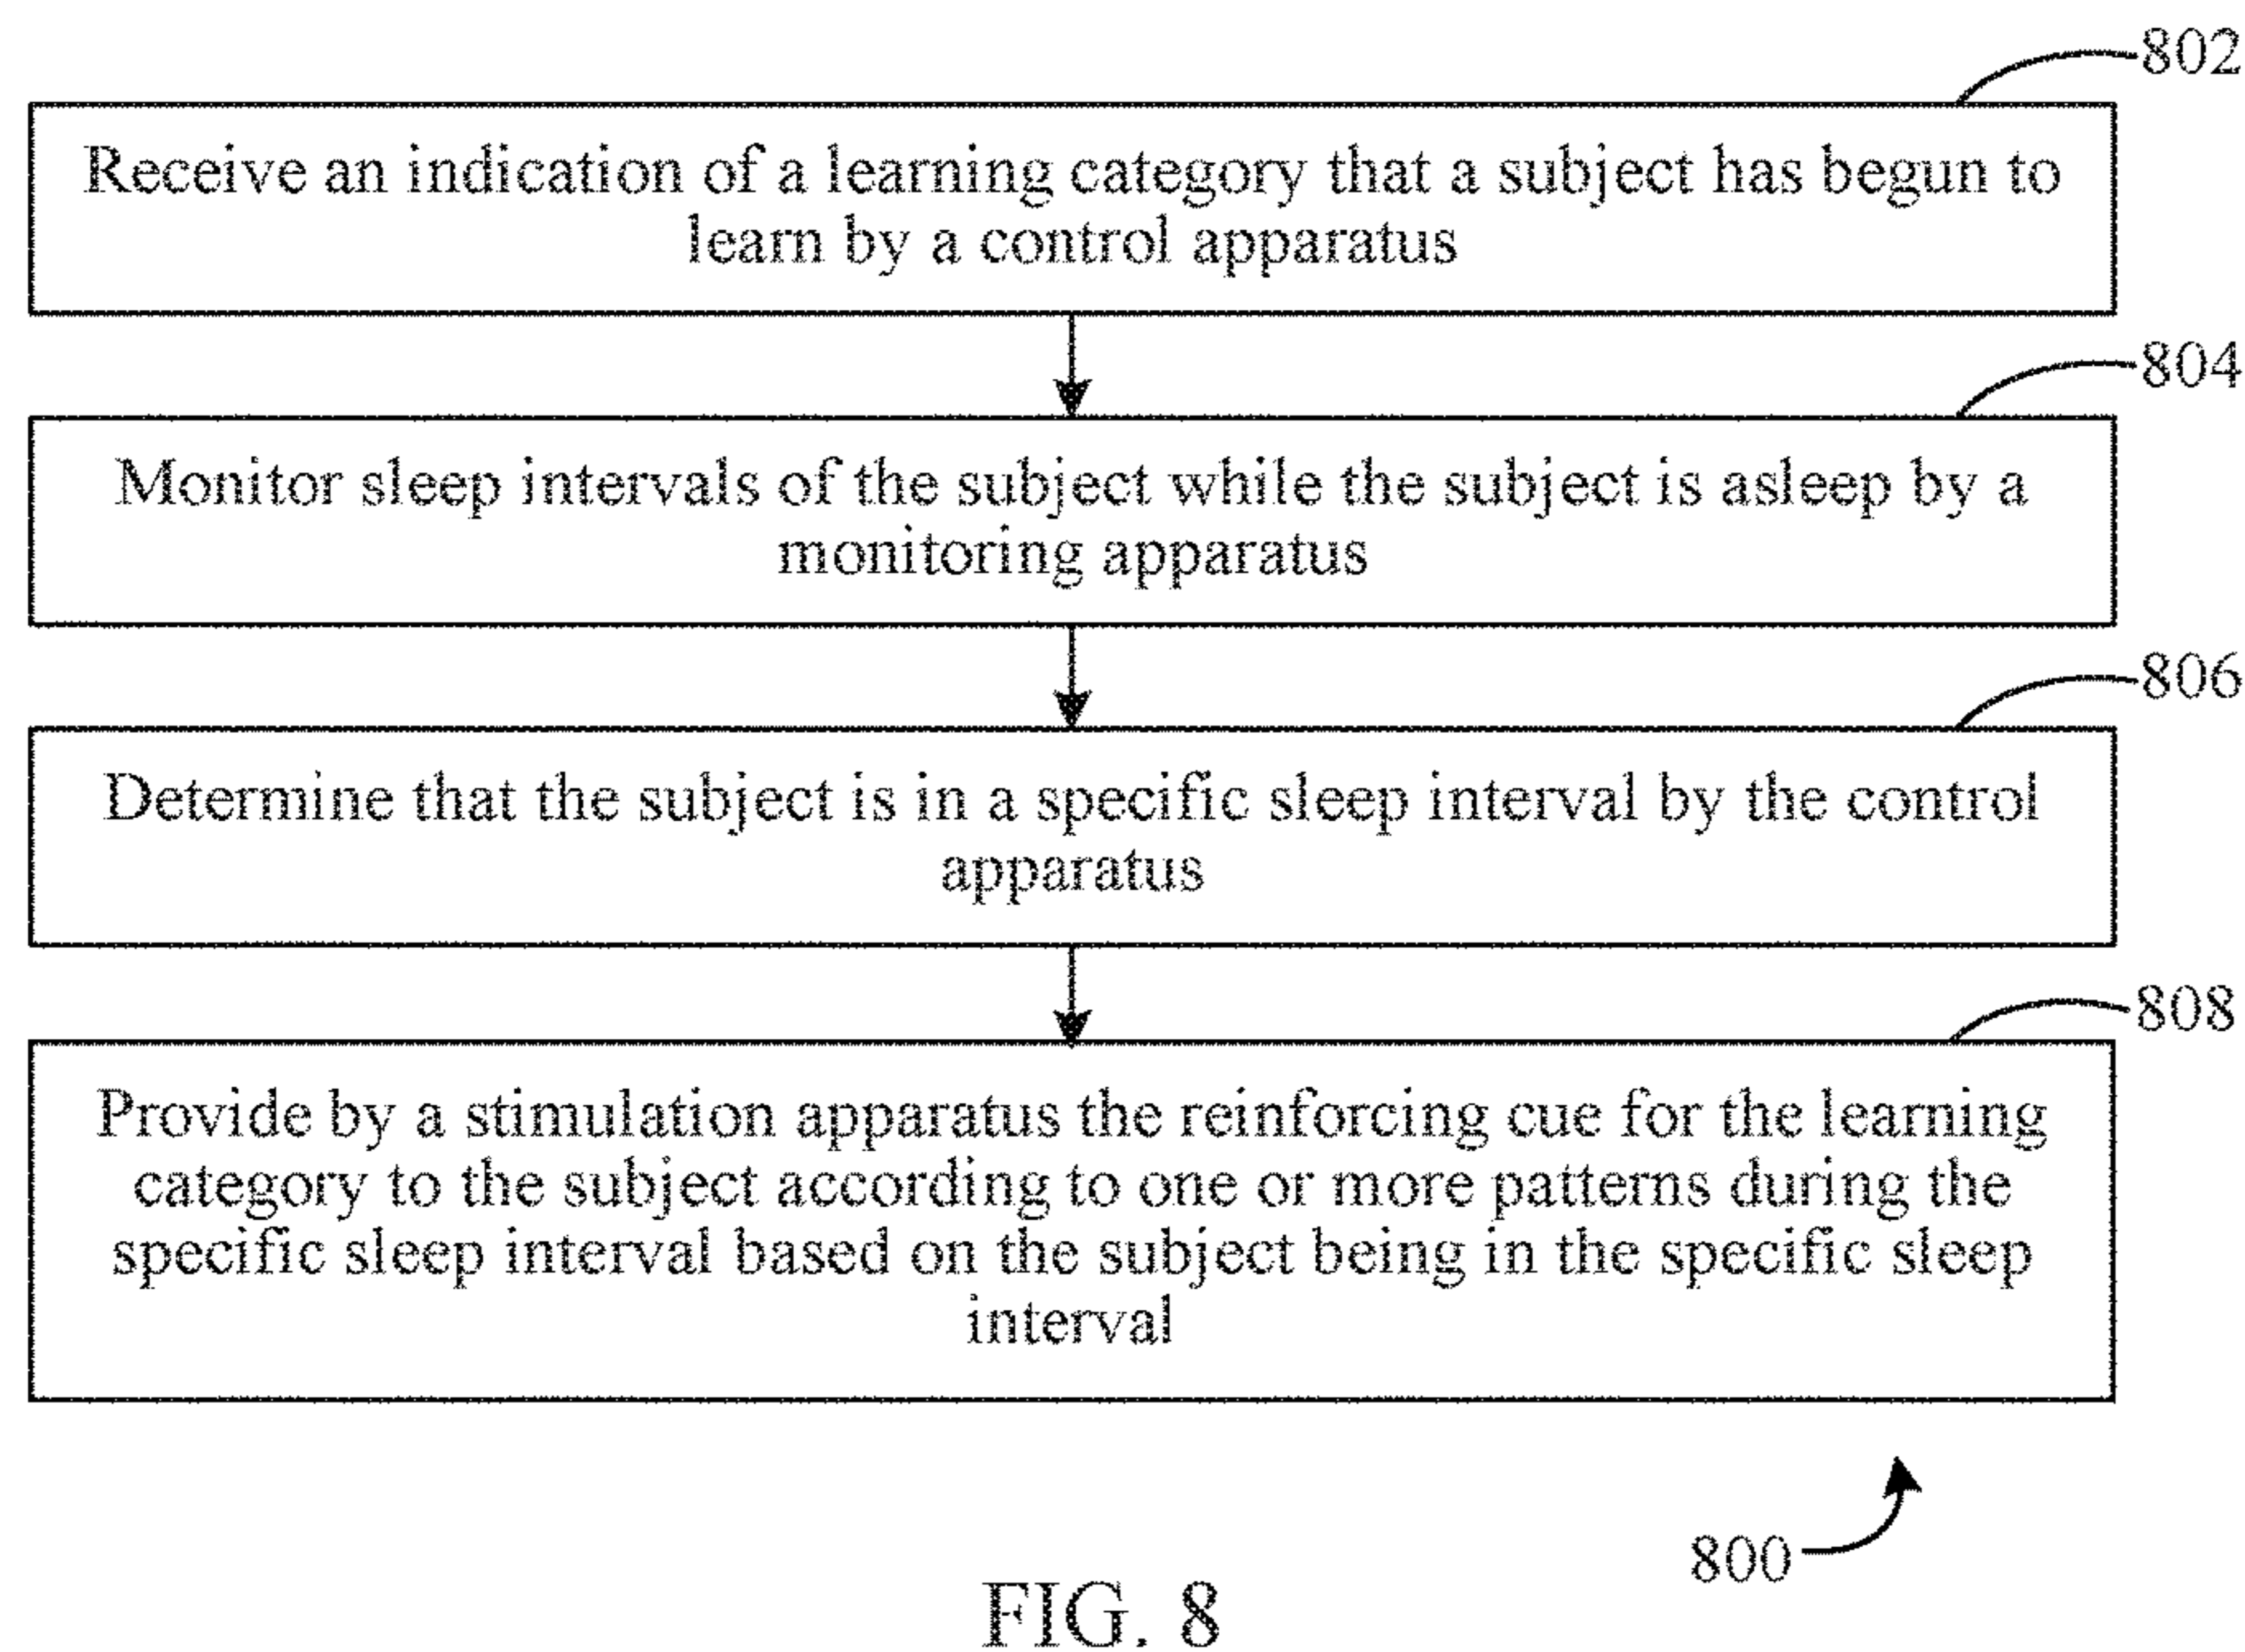 802
Receive an indication of a learning category that a subject has begun to
learn by a control apparatus
804
Monitor sleep intervals of the subject while the subject is asleep by a
monitoring apparatus
806
Determine that the subject is in a specific sleep interval by the control
apparatus
808
Provide by a stimulation apparatus the reinforcing cue for the learning
category to the subject according to one or more patterns during the
specific sleep interval based on the subject being in the specific sleep
interval
800
FIG. 8